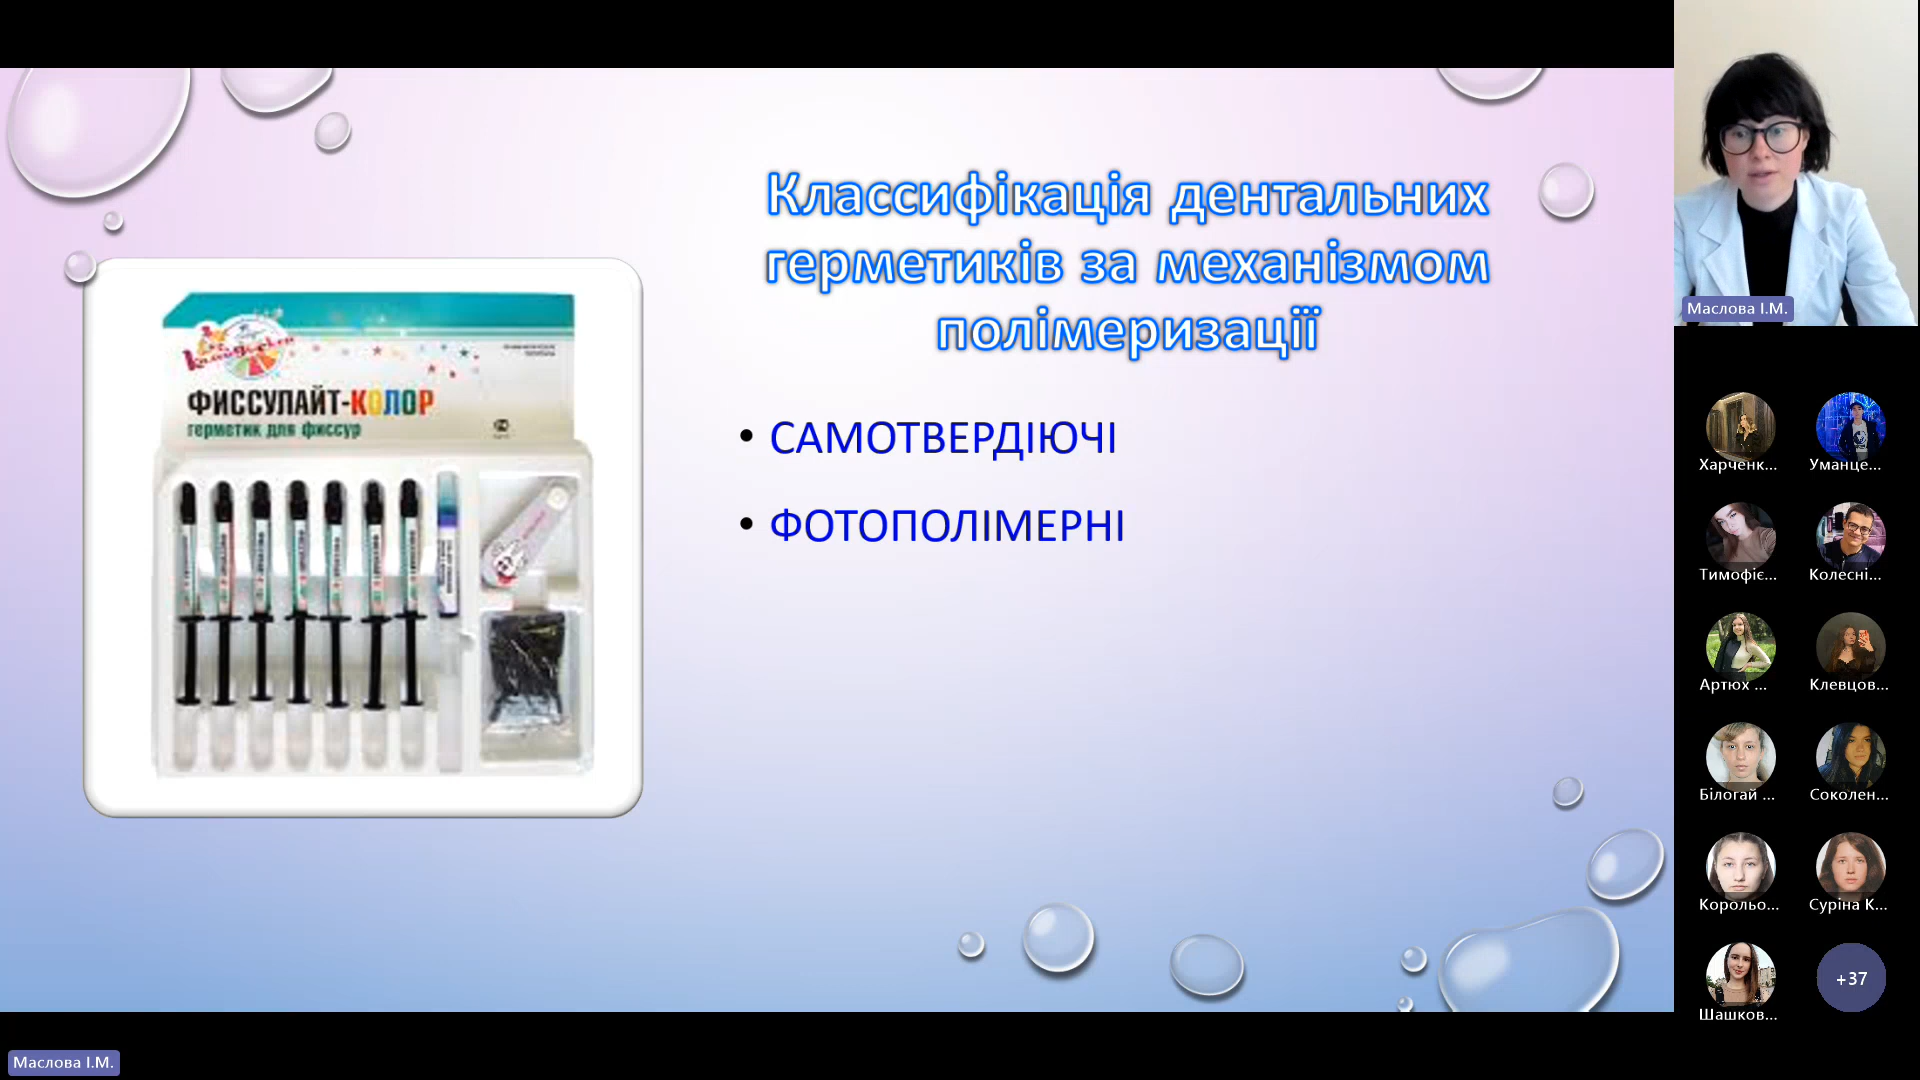 Классифікація дентальних
герметиків за механізмом
полімеризації
• САМОТВЕРДІЮЧІ
• ФОТОПОЛІМЕРНІ
ФИССУЛАЙТ-КОЛОР
герметик для фиссур
Маслова І.М.
Харченк...
Уманце...
Тимофіє...
Колесні...
Артюх ...
Клевцов...
Білогай ...
Соколен...
Корольо...
Суріна К...
Шашков...
+37
Маслова І.М.